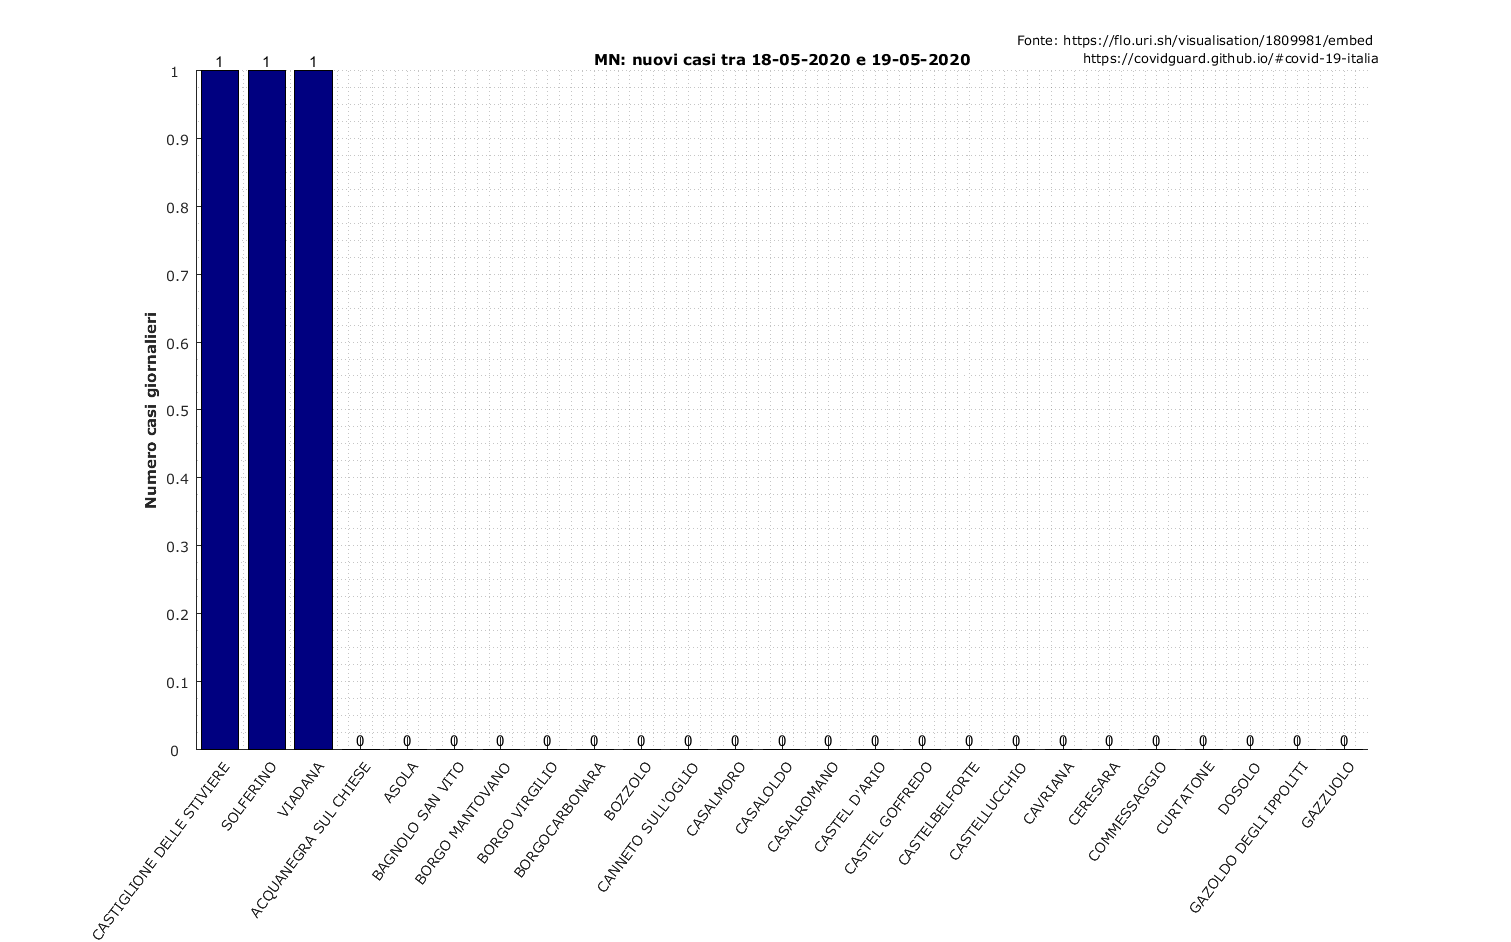 Fonte: https://flo.uri.sh/visualisation/1809981/embed
MN: nuovi casi tra 18-05-2020 e 19-05-2020
https://covidguard.github.io/#covid-19-italia
1 1 1
Numero casi giornalieri
1
0.9
0.8
0.7
0.6
0.5
0.4
0.3
0.2
0.1
0
0 0 0 0 0 0 0 0 0 0 0 0 0 0 0 0 0 0 0 0 0 0
CASTIGLIONE DELLE STIVIERE
SOLFERINO
VIADANA
ACQUANEGRA SUL CHIESE
ASOLA
BAGNOLO SAN VITO
BORGO MANTOVANO
BORGO VIRGILIO
BORGOCARBONARA
BOZZOLO
CANNETO SULL'OGLIO
CASALMORO
CASALOLDO
CASALROMANO
CASTEL D'ARIO
CASTEL GOFFREDO
CASTELBELFORTE
CASTELLUCCHIO
CAVRIANA
CERESARA
COMMESSAGGIO
CURTATONE
DOSOLO
GAZOLDO DEGLI IPPOLITI
GAZZUOLO